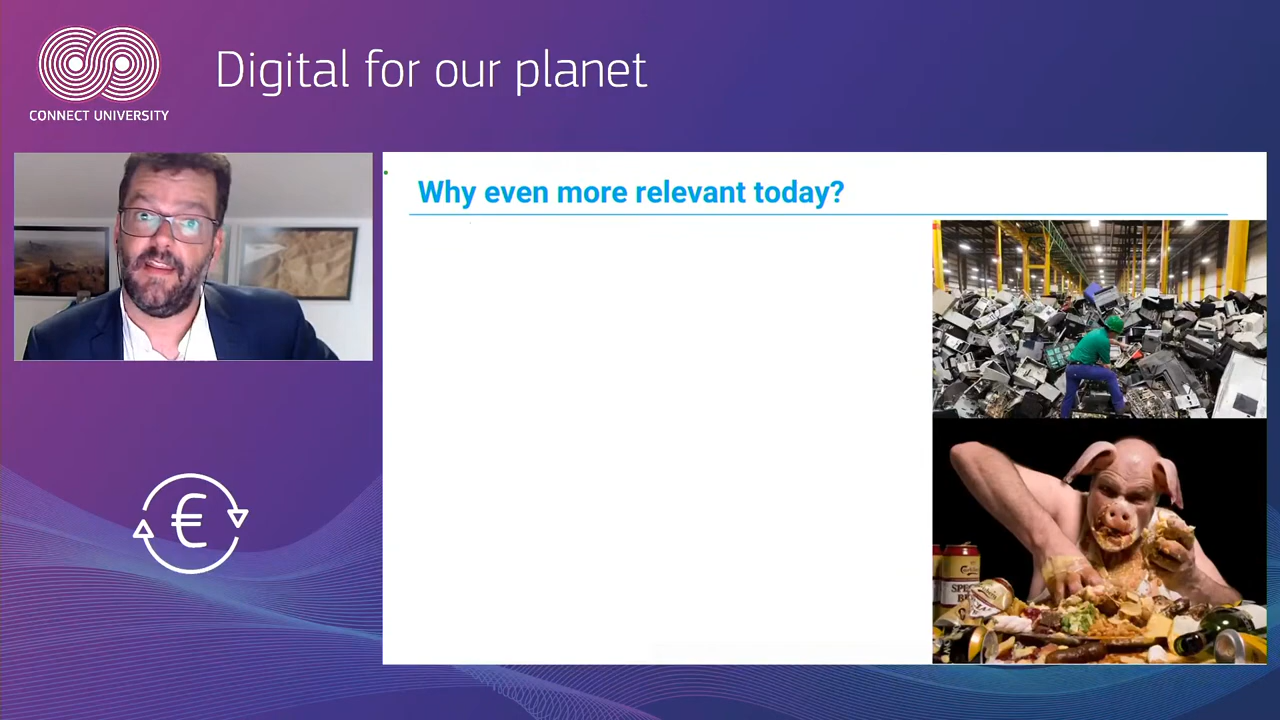 Digital for our planet
CONNECT UNIVERSITY
Why even more relevant today?
€